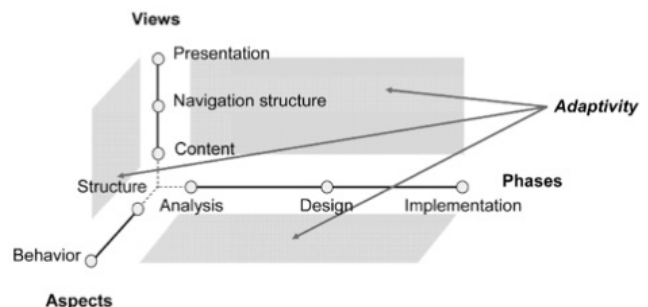 Views
Presentation
Navigation structure
Adaptivity
Content
Structure
Phases
Analysis
Design
Implementation
Behavior
Aspects